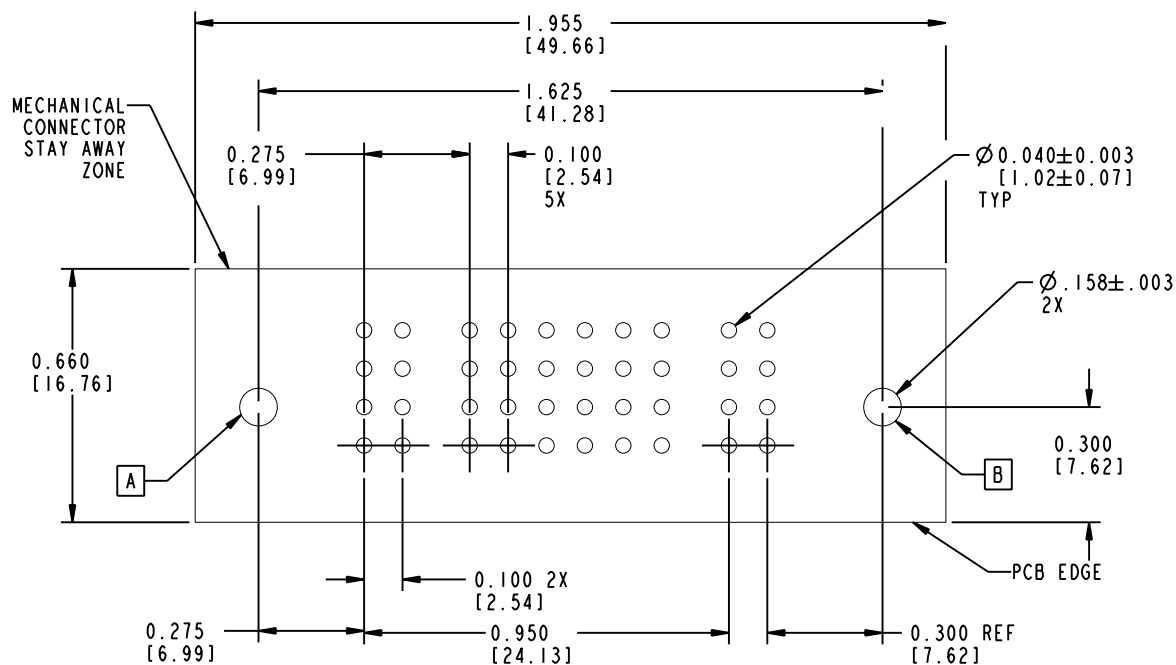 1.955
[49.66]
1.625
[41.28]
MECHANICAL
CONNECTOR
STAY AWAY
ZONE
0.275
[6.99]
0.100
[2.54]
5X
Ø0.040±0.003
[1.02±0.07]
TYP
Ø.158±.003
2X
0.660
[16.76]
0.300
[7.62]
A
B
PCB EDGE
0.100 2X
[2.54]
0.275
[6.99]
0.950
[24.13]
0.300 REF
[7.62]